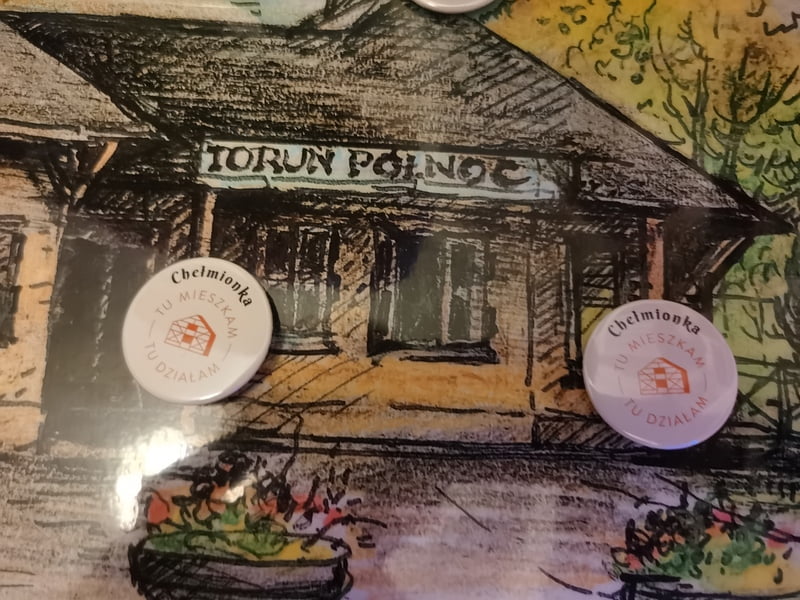 TORUŃ PÓŁNOC
Chełmionka
TU MIESZKAM
TU DZIAŁAM
Chełmionka
TU MIESZKAM
TU DZIAŁAM